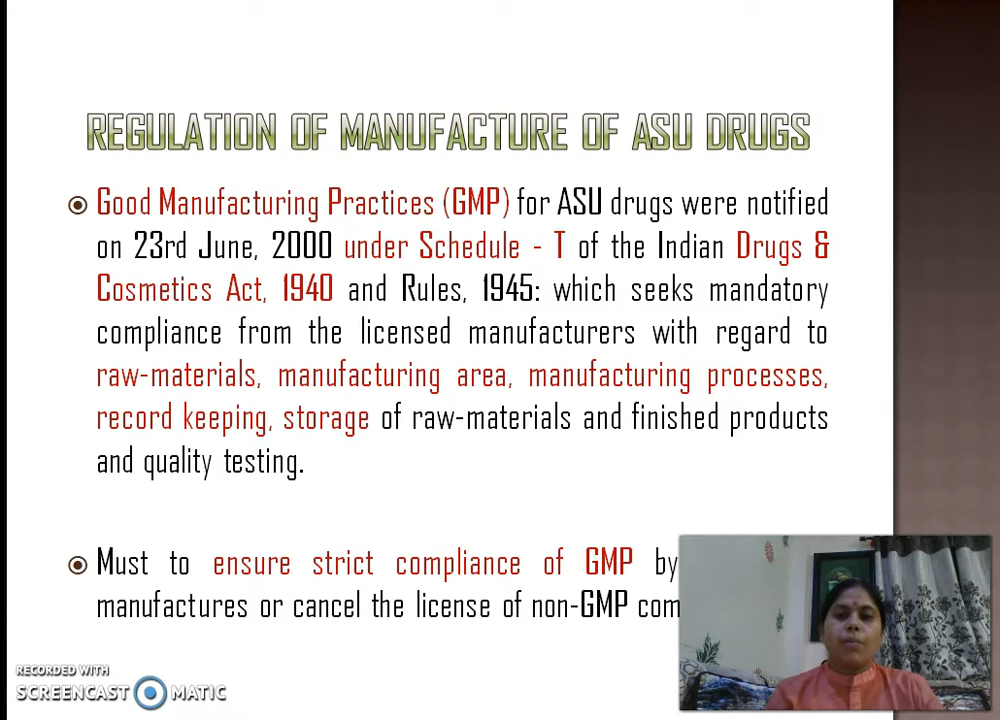 REGULATION OF MANUFACTURE OF ASU DRUGS
Good Manufacturing Practices (GMP) for ASU drugs were notified
on 23rd June, 2000 under Schedule - T of the Indian Drugs &
Cosmetics Act, 1940 and Rules, 1945: which seeks mandatory
compliance from the licensed manufacturers with regard to
raw-materials, manufacturing area, manufacturing processes,
record keeping, storage of raw-materials and finished products
and quality testing.
Must to ensure strict compliance of GMP by
manufactures or cancel the license of non-GMP com
RECORDED WITH
SCREENCAST MATIC